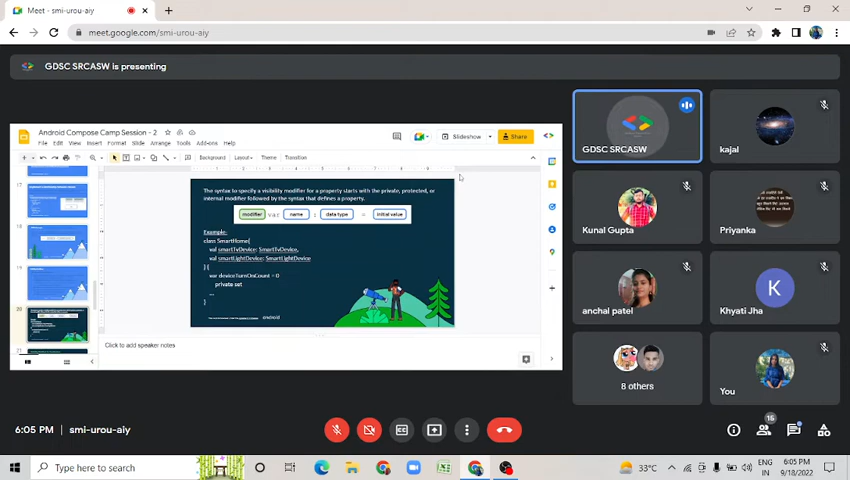 Meet - smi-urou-aiy
meet.google.com/smi-urou-aiy
GDSC SRCASW is presenting
Android Compose Camp Session - 2
File Edit View Insert Format Slide Arrange Tools Add-ons Help
Slideshow
Share
Background Layout Theme Transition
17
18
19
20
21
The syntax to specify a visibility modifier for a property starts with the private, protected, or
internal modifier followed by the syntax that defines a property.
modifier var name : data type = initial value
Example:
class SmartHome(
val smartTvDevice: SmartTvDevice,
val smartLightDevice: SmartLightDevice
) {
var deviceTurnOnCount = 0
private set
...
}
android
Click to add speaker notes
GDSC SRCASW
kajal
Kunal Gupta
Priyanka
anchal patel
K
Khyati Jha
8 others
You
6:05 PM | smi-urou-aiy
16
Type here to search
33°C
ENG
IN
6:05 PM
9/18/2022